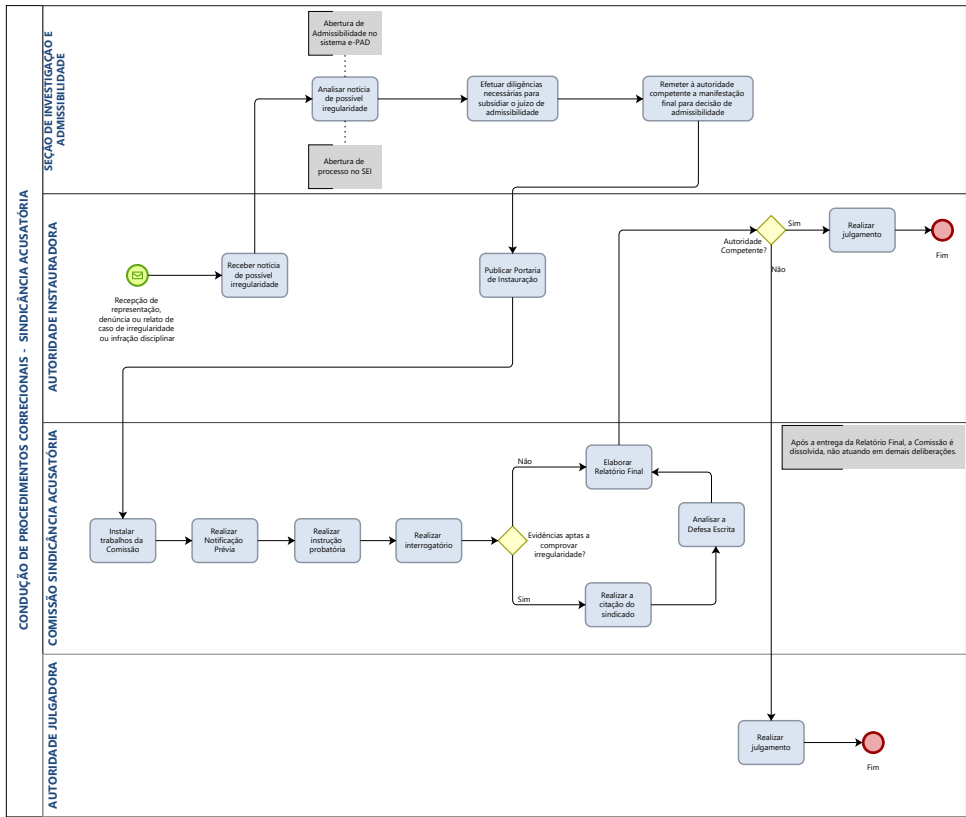 CONDUÇÃO DE PROCEDIMENTOS CORRECIONAIS - SINDICÂNCIA ACUSATÓRIA
SEÇÃO DE INVESTIGAÇÃO E
ADMISSIBILIDADE
Abertura de
Admissibilidade no
sistema e-PAD
Analisar notícia
de possível
irregularidade
Abertura de
processo no SEI
Efetuar diligências
necessárias para
subsidiar o juízo de
admissibilidade
Remeter à autoridade
competente a manifestação
final para decisão de
admissibilidade
AUTORIDADE INSTAURADORA
Recepção de
representação,
denúncia ou relato de
caso de irregularidade
ou infração disciplinar
Receber notícia
de possível
irregularidade
Publicar Portaria
de Instauração
Autoridade
Competente?
Sim
Não
Realizar
julgamento
Fim
COMISSÃO SINDICÂNCIA ACUSATÓRIA
Instalar
trabalhos da
Comissão
Realizar
Notificação
Prévia
Realizar
instrução
probatória
Realizar
interrogatório
Evidências aptas a
comprovar
irregularidade?
Não
Sim
Elaborar
Relatório Final
Realizar a
citação do
sindicado
Analisar a
Defesa Escrita
Após a entrega da Relatório Final, a Comissão é
dissolvida, não atuando em demais deliberações.
AUTORIDADE JULGADORA
Realizar
julgamento
Fim